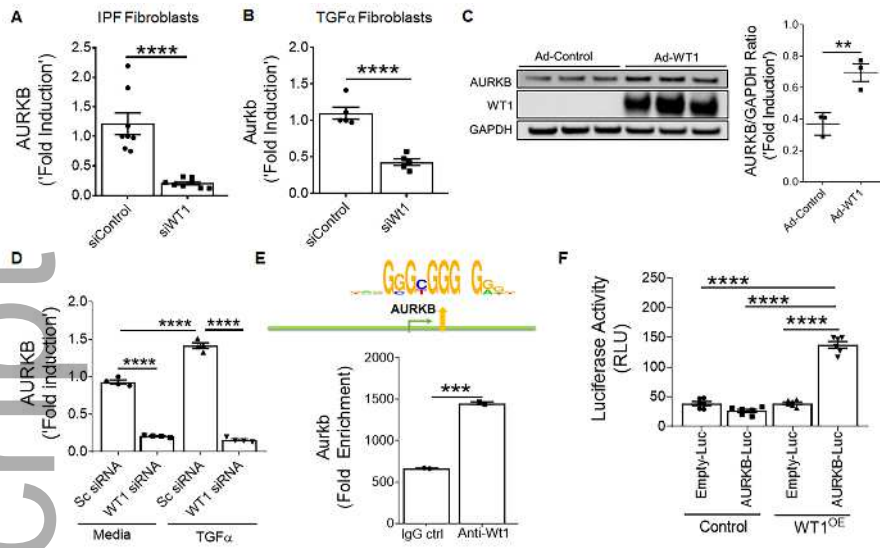 A
IPF Fibroblasts
AURKB
('Fold Induction')
2.5
2.0
1.5
1.0
0.5
0.0
****
siControl
siWT1
B
TGFα Fibroblasts
Aurkb
('Fold Induction')
2.0
1.5
1.0
0.5
0.0
****
siControl
siWt1
C
Ad-Control
Ad-WT1
AURKB
WT1
GAPDH
AURKB/GAPDH Ratio
('Fold Induction')
1.0
0.8
0.6
0.4
0.2
0.0
**
Ad-Control
Ad-WT1
D
AURKB
('Fold induction')
2.0
1.5
1.0
0.5
0.0
****
****
****
Sc siRNA
WT1 siRNA
Sc siRNA
WT1 siRNA
Media
TGFα
E
AURKB
Aurkb
(Fold Enrichment)
2000
1500
1000
500
0
***
IgG ctrl
Anti-Wt1
F
Luciferase Activity
(RLU)
250
200
150
100
50
0
****
****
****
Empty-Luc
AURKB-Luc
Empty-Luc
AURKB-Luc
Control
WT1OE